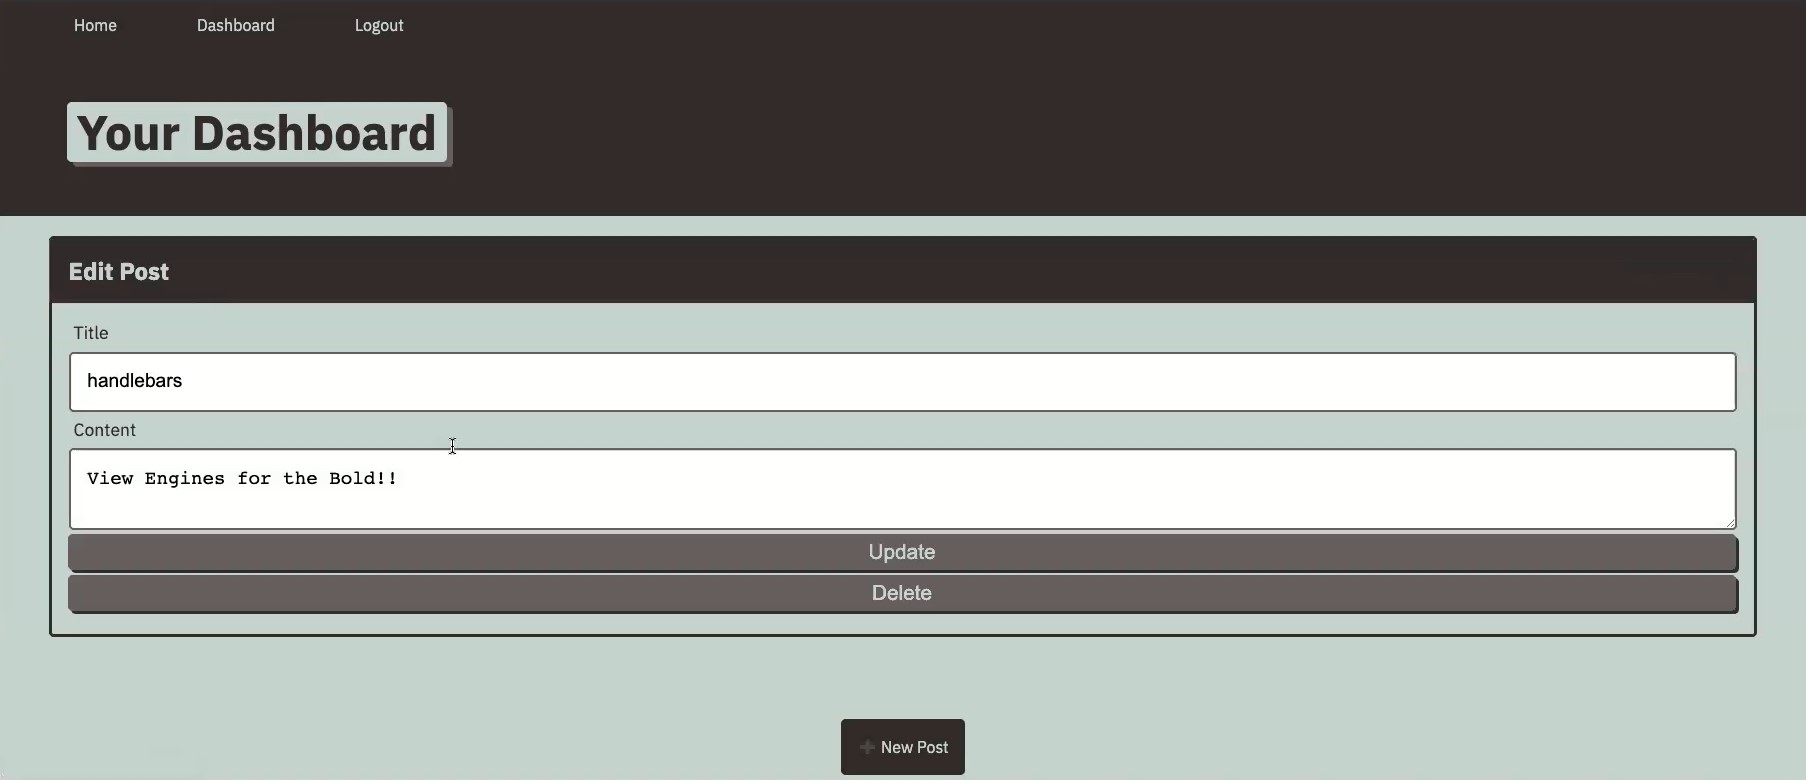 Home Dashboard Logout
Your Dashboard
Edit Post
Title
handlebars
Content
View Engines for the Bold!!
Update
Delete
➕ New Post